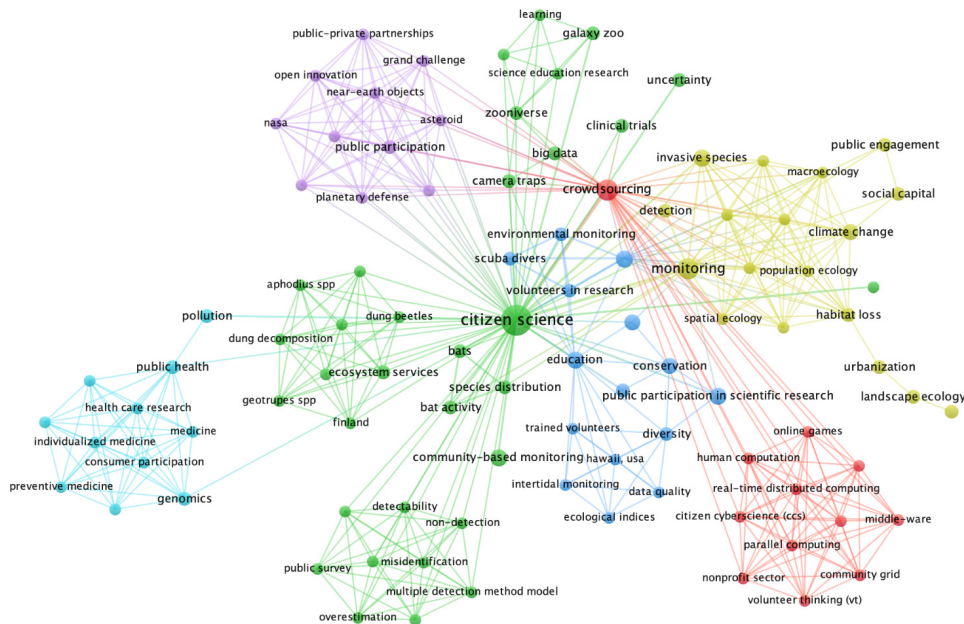 learning
public-private partnerships
galaxy zoo
grand challenge
open innovation
science education research
uncertainty
near-earth objects
zooniverse
nasa
asteroid
clinical trials
public participation
public engagement
big data
invasive species
macroecology
camera traps
crowdsourcing
planetary defense
social capital
detection
environmental monitoring
climate change
scuba divers
monitoring
population ecology
aphodius spp
volunteers in research
pollution
dung beetles
citizen science
spatial ecology
habitat loss
dung decomposition
bats
education
public health
ecosystem services
conservation
urbanization
species distribution
geotrupes spp
public participation in scientific research
landscape ecology
health care research
bat activity
finland
trained volunteers
medicine
diversity
online games
individualized medicine
community-based monitoring
human computation
consumer participation
hawaii, usa
preventive medicine
intertidal monitoring
real-time distributed computing
genomics
data quality
detectability
ecological indices
citizen cyberscience (ccs)
middle-ware
non-detection
parallel computing
misidentification
public survey
nonprofit sector
community grid
multiple detection method model
volunteer thinking (vt)
overestimation